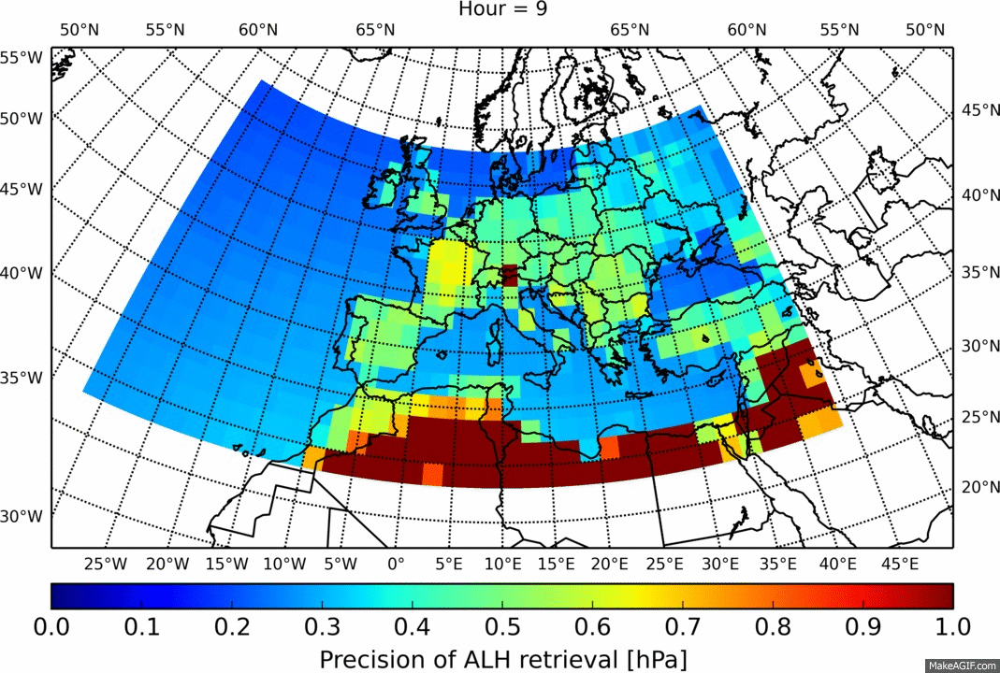 Hour = 9
50°N 55°N 60°N 65°N 65°N 60°N 55°N 50°N
55°W
50°W 45°N
45°W 40°N
40°W 35°N
35°W 30°N
25°N
30°W 20°N
25°W 20°W 15°W 10°W 5°W 0° 5°E 10°E 15°E 20°E 25°E 30°E 35°E 40°E 45°E
0.0 0.1 0.2 0.3 0.4 0.5 0.6 0.7 0.8 0.9 1.0
Precision of ALH retrieval [hPa]
MakeAGIF.com